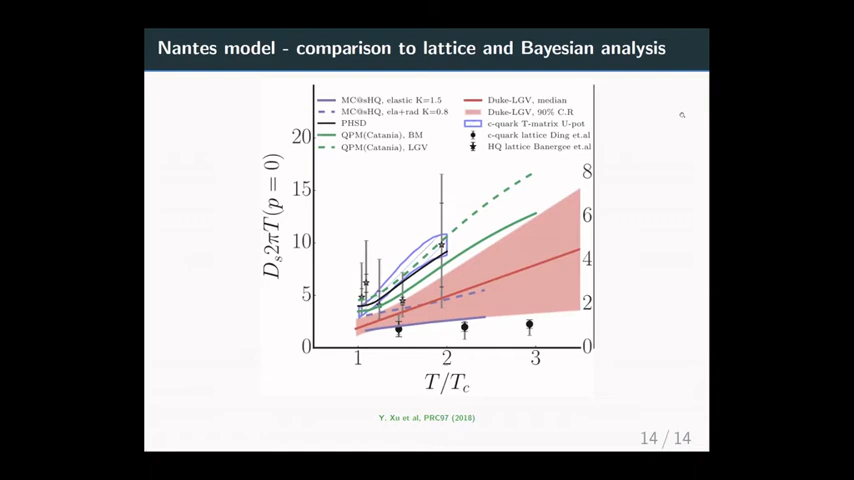 Nantes model - comparison to lattice and Bayesian analysis
MC@sHQ, elastic K=1.5
MC@sHQ, ela+rad K=0.8
PHSD
QPM(Catania), BM
QPM(Catania), LGV
Duke-LGV, median
Duke-LGV, 90% C.R
c-quark T-matrix U-pot
c-quark lattice Ding et.al
HQ lattice Banergee et.al
D_s2πT(p = 0)
20
15
10
5
0
8
6
4
2
0
1 2 3
T/T_c
Y. Xu et al, PRC97 (2018)
14 / 14